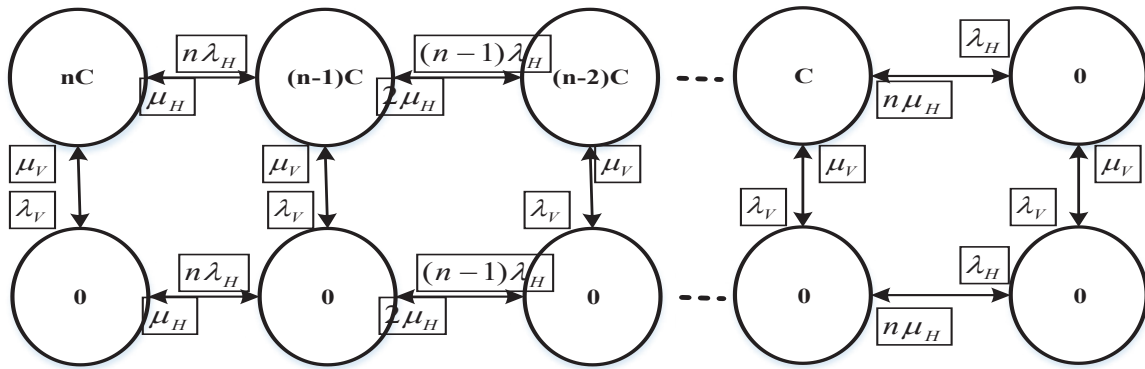 nλ_H (n−1)λ_H λ_H
nC (n-1)C (n-2)C C 0
μ_H 2μ_H nμ_H
μ_V μ_V μ_V μ_V μ_V
λ_V λ_V λ_V λ_V λ_V
nλ_H (n−1)λ_H λ_H
0 0 0 0 0
μ_H 2μ_H nμ_H